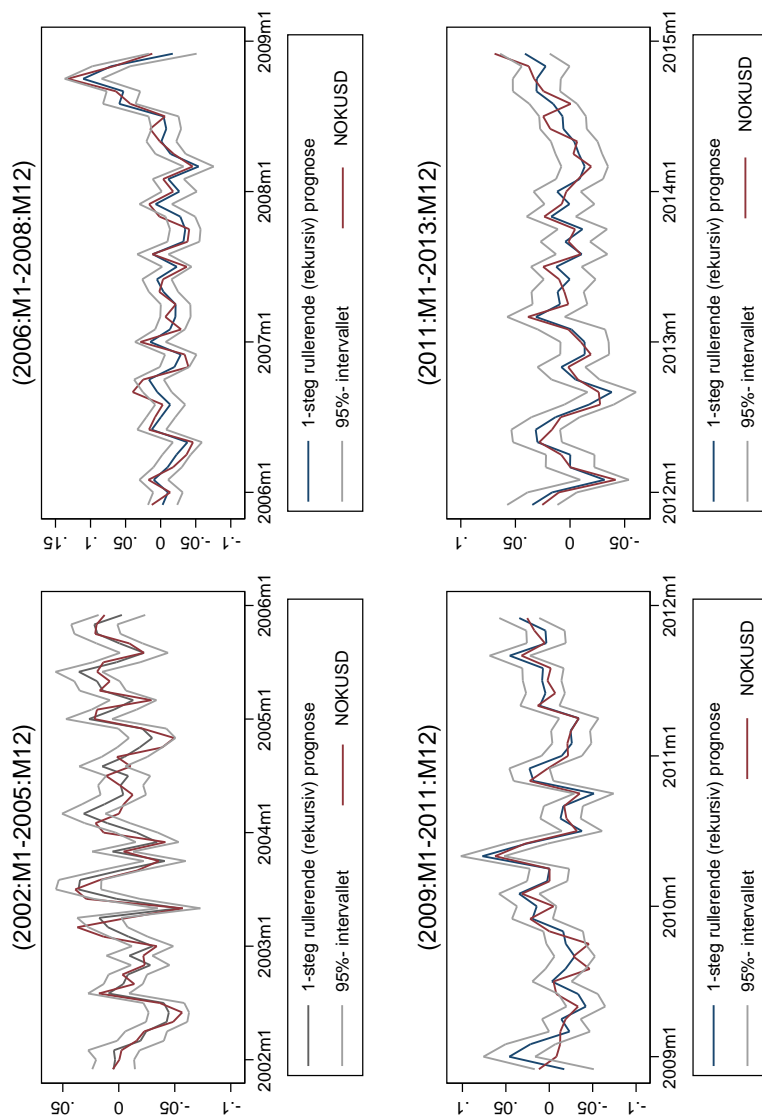 (2002:M1-2005:M12)
.05
0
-.05
-.1
2002m1 2003m1 2004m1 2005m1 2006m1
1-steg rullerende (rekursiv) prognose
95%- intervallet NOKUSD
(2006:M1-2008:M12)
.15
.1
.05
0
-.05
-.1
2006m1 2007m1 2008m1 2009m1
1-steg rullerende (rekursiv) prognose
95%- intervallet NOKUSD
(2009:M1-2011:M12)
.1
.05
0
-.05
-.1
2009m1 2010m1 2011m1 2012m1
1-steg rullerende (rekursiv) prognose
95%- intervallet NOKUSD
(2011:M1-2013:M12)
.1
.05
0
-.05
2012m1 2013m1 2014m1 2015m1
1-steg rullerende (rekursiv) prognose
95%- intervallet NOKUSD